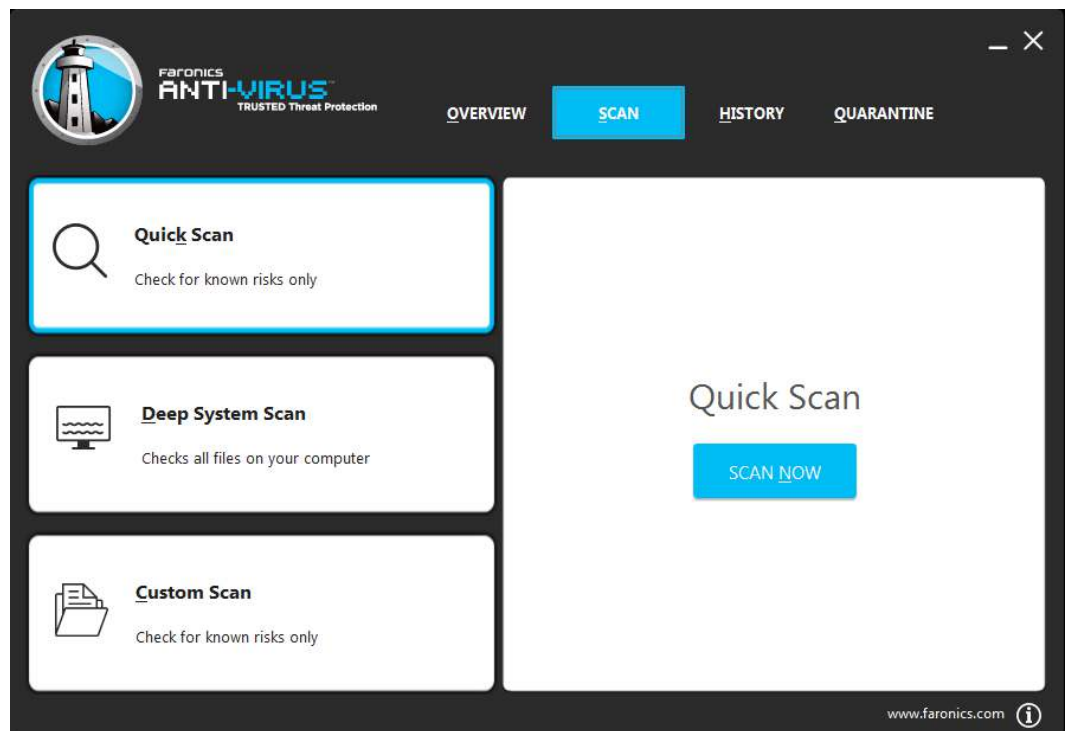 Faronics
ANTI-VIRUS™
TRUSTED Threat Protection
OVERVIEW SCAN HISTORY QUARANTINE
Quick Scan
Check for known risks only
Deep System Scan
Checks all files on your computer
Custom Scan
Check for known risks only
Quick Scan
SCAN NOW
www.faronics.com